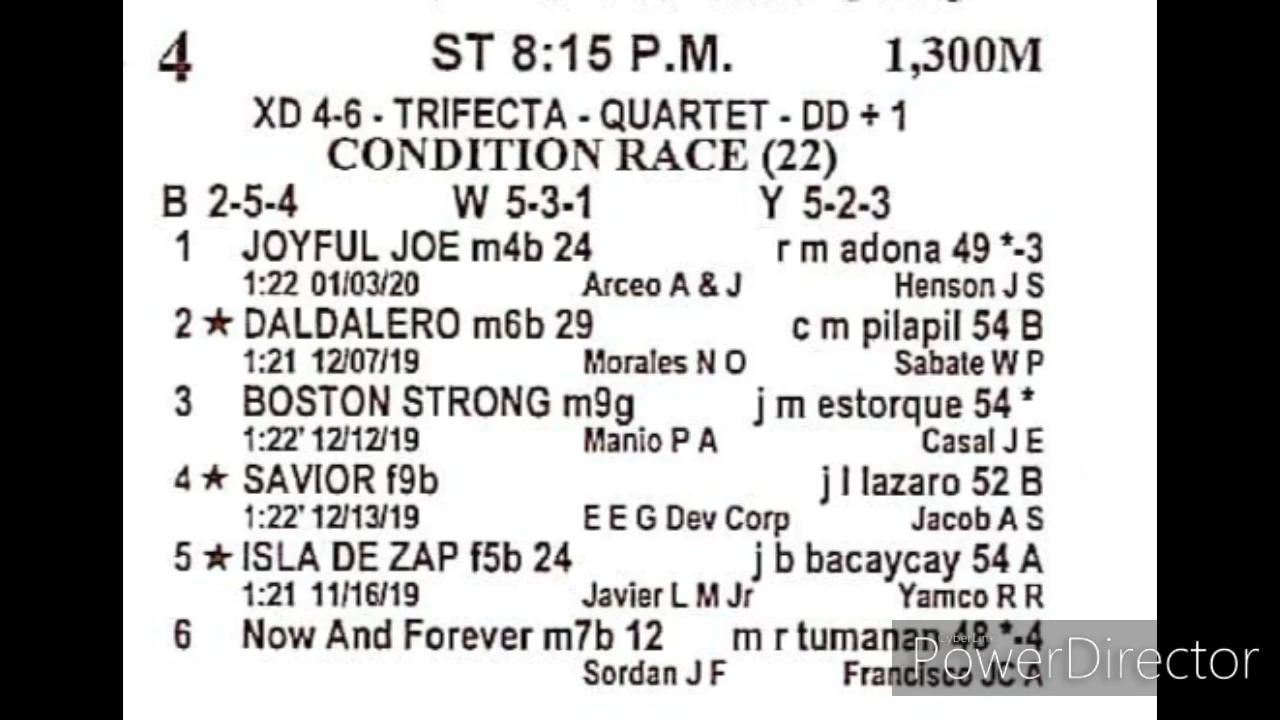 4 ST 8:15 P.M. 1,300M
XD 4-6 - TRIFECTA - QUARTET - DD + 1
CONDITION RACE (22)
B 2-5-4 W 5-3-1 Y 5-2-3
1 JOYFUL JOE m4b 24 r m adona 49 *-3
1:22 01/03/20 Arceo A & J Henson J S
2 ★ DALDALERO m6b 29 c m pilapil 54 B
1:21 12/07/19 Morales N O Sabate W P
3 BOSTON STRONG m9g j m estorque 54 *
1:22' 12/12/19 Manio P A Casal J E
4 ★ SAVIOR f9b j l lazaro 52 B
1:22' 12/13/19 E E G Dev Corp Jacob A S
5 ★ ISLA DE ZAP f5b 24 j b bacaycay 54 A
1:21 11/16/19 Javier L M Jr Yamco R R
6 Now And Forever m7b 12 m r tumanan 48 *-4
Sordan J F Francisco JC A
CyberLink
PowerDirector